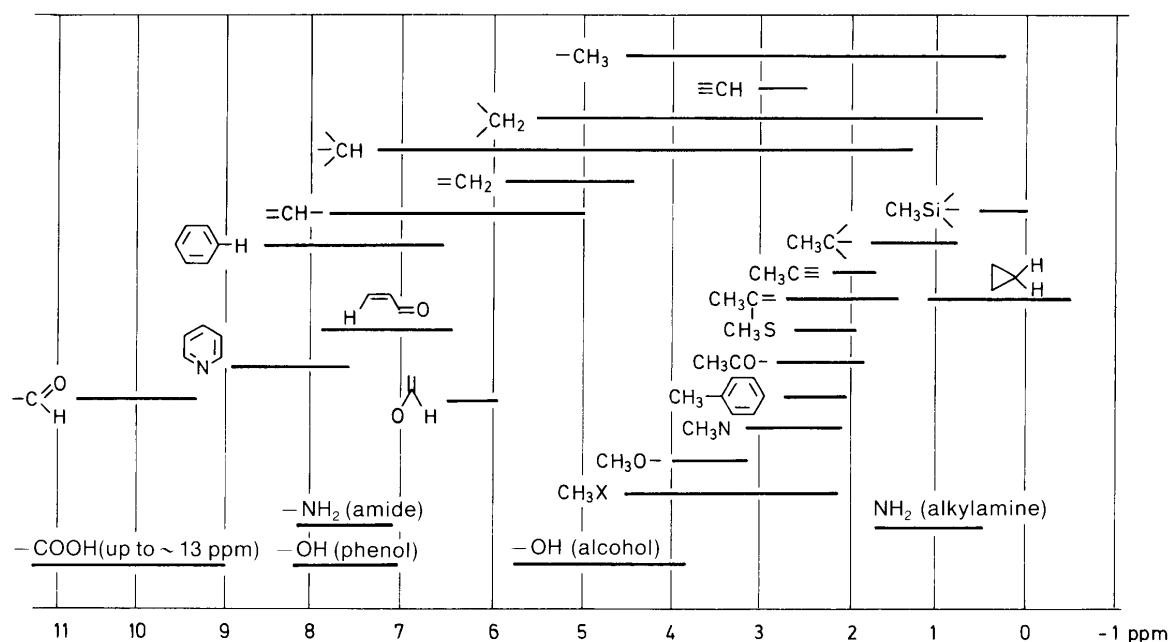 −CH₃
≡CH
CH₂
CH
=CH₂
=CH−
CH₃Si
H
CH₃C
CH₃C≡
H
H
CH₃C=
H
O
CH₃S
N
CH₃CO−
−C
O
H
O
H
CH₃
CH₃N
CH₃O−
CH₃X
−NH₂ (amide)
NH₂ (alkylamine)
−COOH (up to ~ 13 ppm)
−OH (phenol)
−OH (alcohol)
11 10 9 8 7 6 5 4 3 2 1 0 -1 ppm